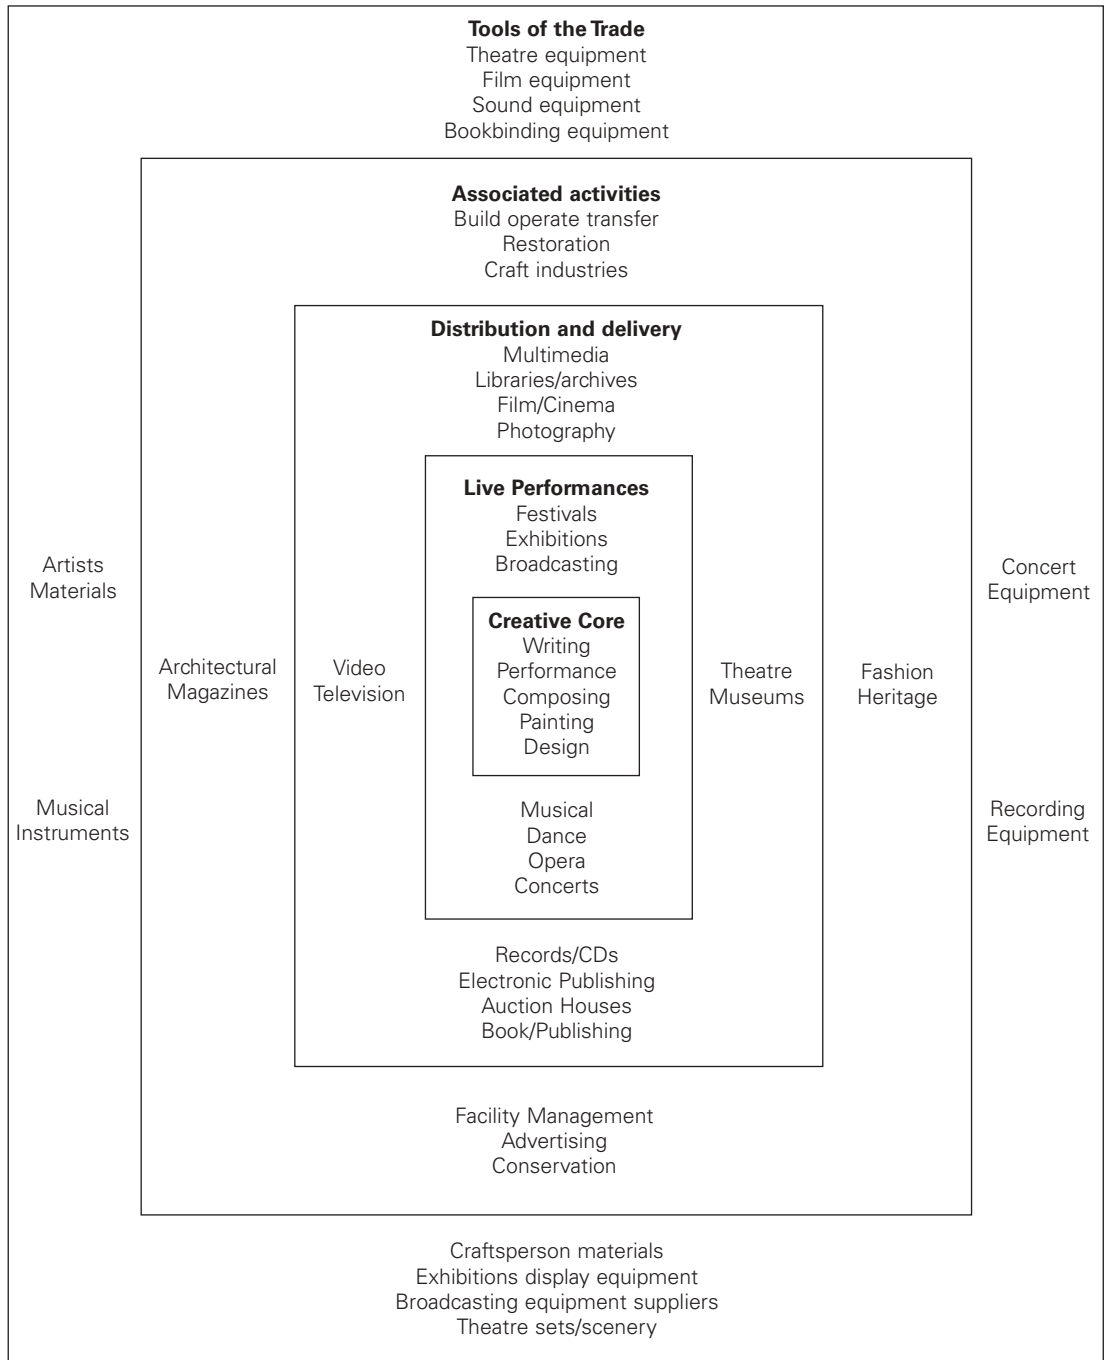 Tools of the Trade
Theatre equipment
Film equipment
Sound equipment
Bookbinding equipment
Associated activities
Build operate transfer
Restoration
Craft industries
Distribution and delivery
Multimedia
Libraries/archives
Film/Cinema
Photography
Live Performances
Festivals
Exhibitions
Broadcasting
Artists
Materials
Concert
Equipment
Creative Core
Writing
Performance
Composing
Painting
Design
Architectural
Magazines
Video
Television
Theatre
Museums
Fashion
Heritage
Musical
Instruments
Recording
Equipment
Musical
Dance
Opera
Concerts
Records/CDs
Electronic Publishing
Auction Houses
Book/Publishing
Facility Management
Advertising
Conservation
Craftsperson materials
Exhibitions display equipment
Broadcasting equipment suppliers
Theatre sets/scenery